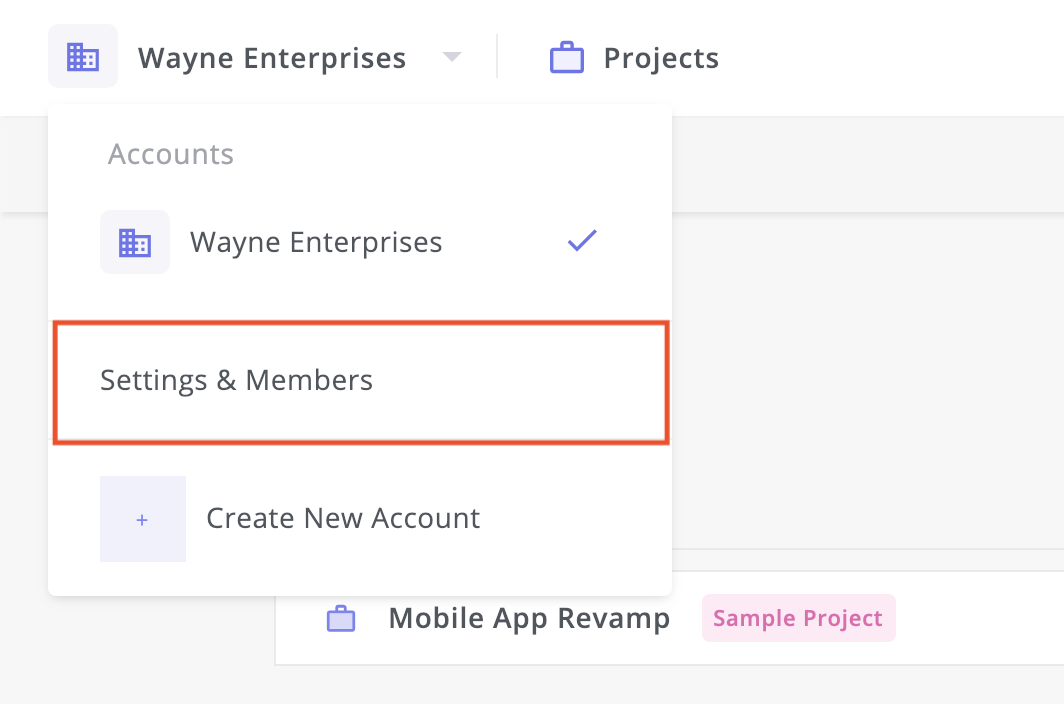 Wayne Enterprises
Projects
Accounts
Wayne Enterprises
Settings & Members
+
Create New Account
Mobile App Revamp
Sample Project